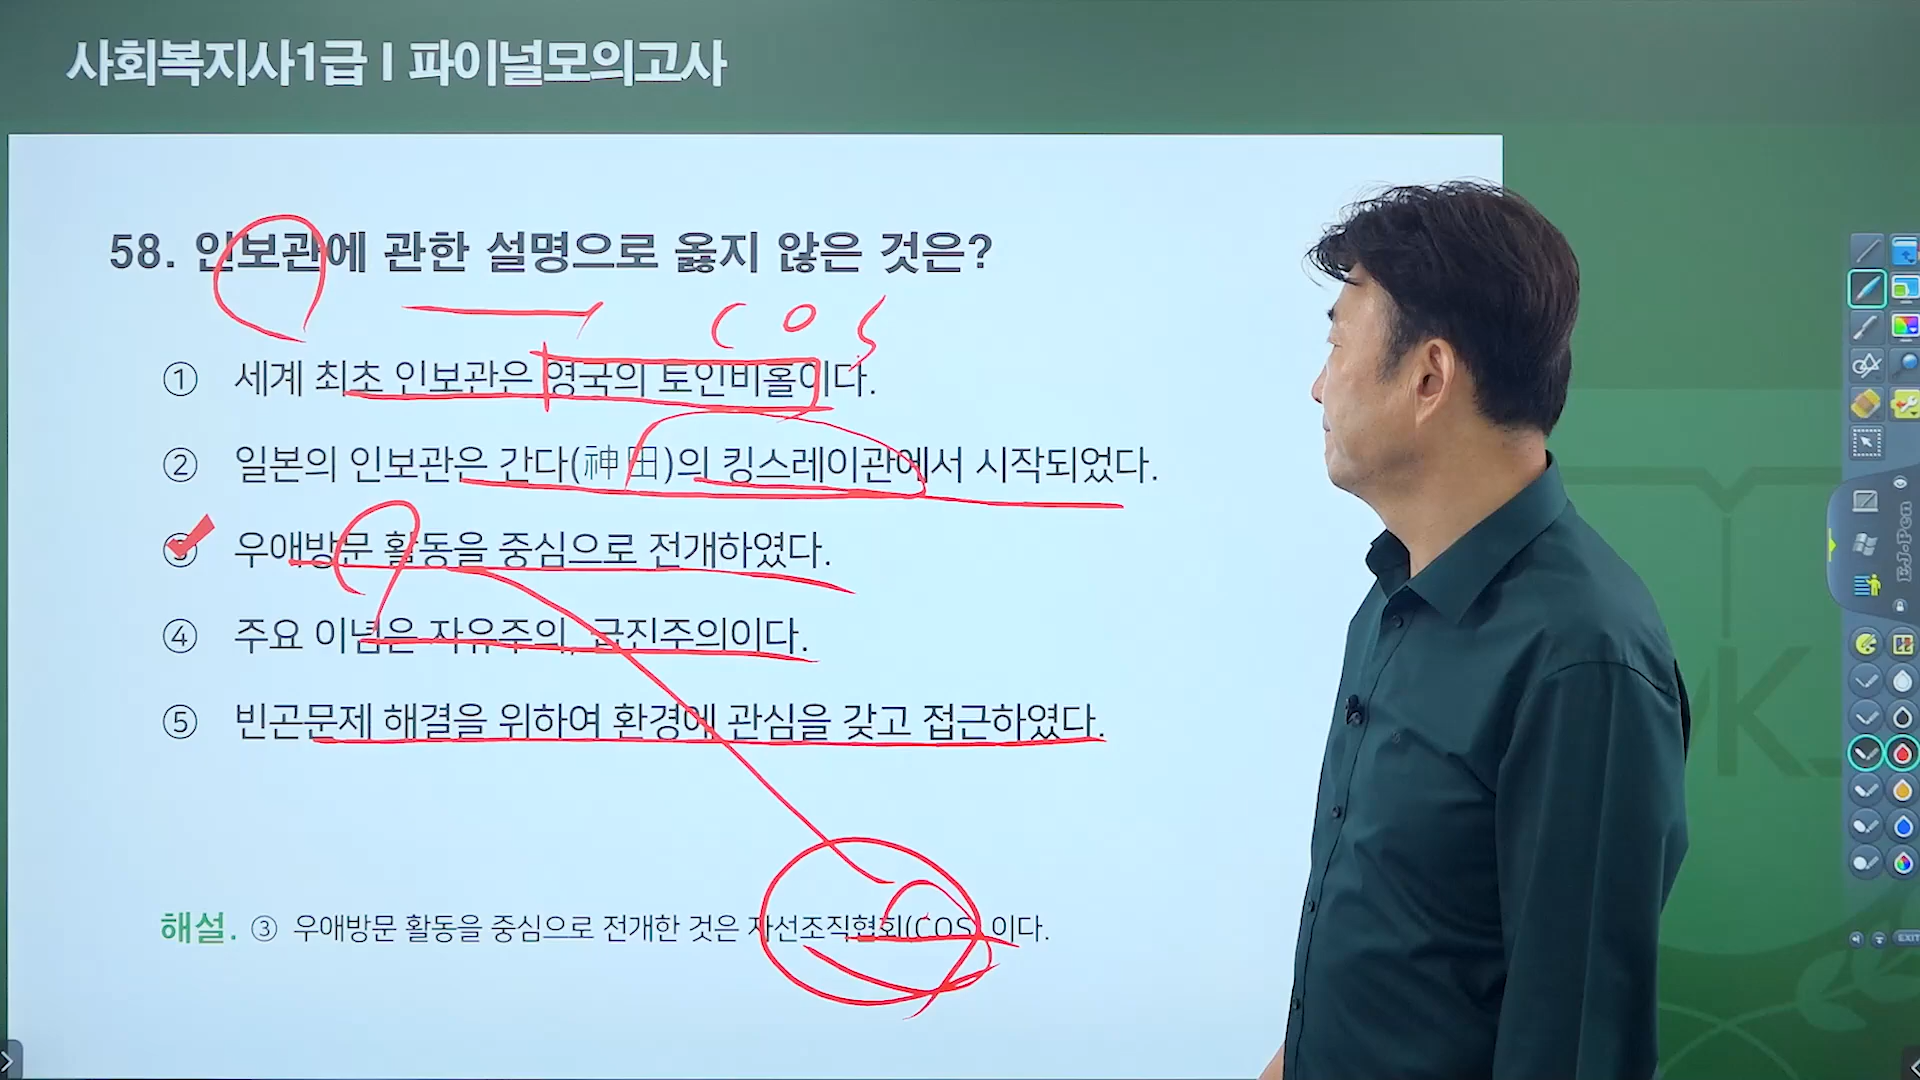 사회복지사1급 I 파이널모의고사
58. 인보관에 관한 설명으로 옳지 않은 것은?
COS
① 세계 최초 인보관은 영국의 토인비홀이다.
② 일본의 인보관은 간다(神田)의 킹스레이관에서 시작되었다.
③ 우애방문 활동을 중심으로 전개하였다.
④ 주요 이념은 자유주의, 급진주의이다.
⑤ 빈곤문제 해결을 위하여 환경에 관심을 갖고 접근하였다.
해설. ③ 우애방문 활동을 중심으로 전개한 것은 자선조직협회(COS)이다.
EJ-Pen
EXIT